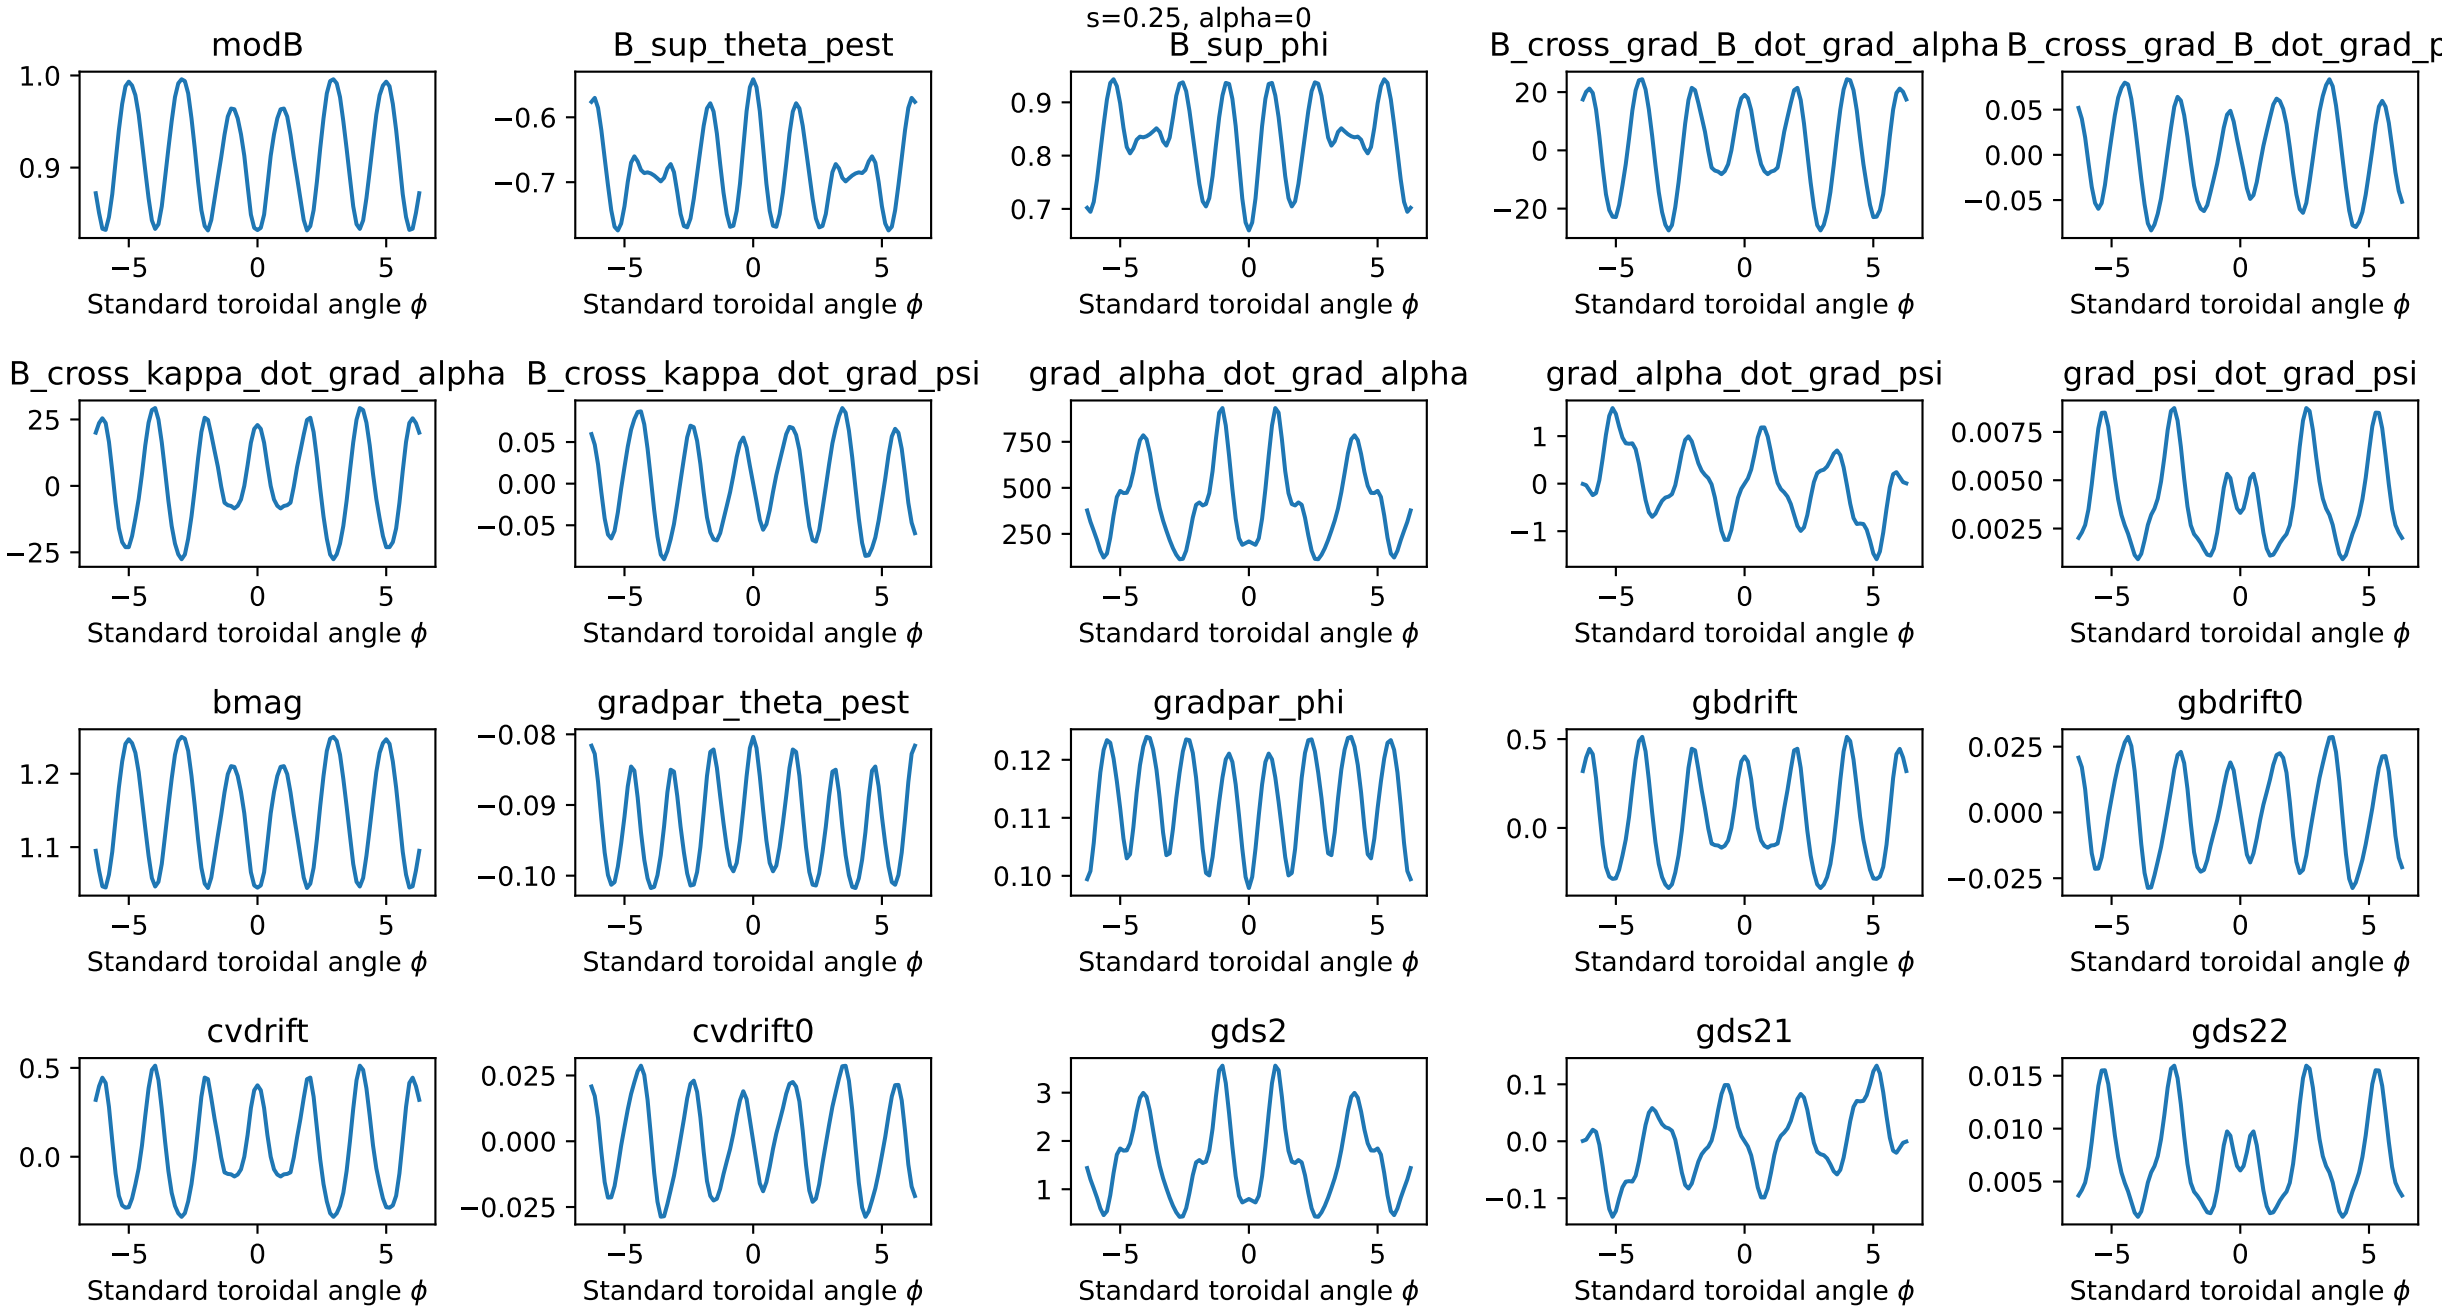 s=0.25, alpha=0
modB
B_sup_theta_pest
B_sup_phi
B_cross_grad_B_dot_grad_alpha
B_cross_grad_B_dot_grad_p
1.0
0.9
−5 0 5
Standard toroidal angle ϕ
−0.6
−0.7
−5 0 5
Standard toroidal angle ϕ
0.9
0.8
0.7
−5 0 5
Standard toroidal angle ϕ
20
0
−20
−5 0 5
Standard toroidal angle ϕ
0.05
0.00
−0.05
−5 0 5
Standard toroidal angle ϕ
B_cross_kappa_dot_grad_alpha
B_cross_kappa_dot_grad_psi
grad_alpha_dot_grad_alpha
grad_alpha_dot_grad_psi
grad_psi_dot_grad_psi
25
0
−25
−5 0 5
Standard toroidal angle ϕ
0.05
0.00
−0.05
−5 0 5
Standard toroidal angle ϕ
750
500
250
−5 0 5
Standard toroidal angle ϕ
1
0
−1
−5 0 5
Standard toroidal angle ϕ
0.0075
0.0050
0.0025
−5 0 5
Standard toroidal angle ϕ
bmag
gradpar_theta_pest
gradpar_phi
gbdrift
gbdrift0
1.2
1.1
−5 0 5
Standard toroidal angle ϕ
−0.08
−0.09
−0.10
−5 0 5
Standard toroidal angle ϕ
0.12
0.11
0.10
−5 0 5
Standard toroidal angle ϕ
0.5
0.0
−5 0 5
Standard toroidal angle ϕ
0.025
0.000
−0.025
−5 0 5
Standard toroidal angle ϕ
cvdrift
cvdrift0
gds2
gds21
gds22
0.5
0.0
−5 0 5
Standard toroidal angle ϕ
0.025
0.000
−0.025
−5 0 5
Standard toroidal angle ϕ
3
2
1
−5 0 5
Standard toroidal angle ϕ
0.1
0.0
−0.1
−5 0 5
Standard toroidal angle ϕ
0.015
0.010
0.005
−5 0 5
Standard toroidal angle ϕ